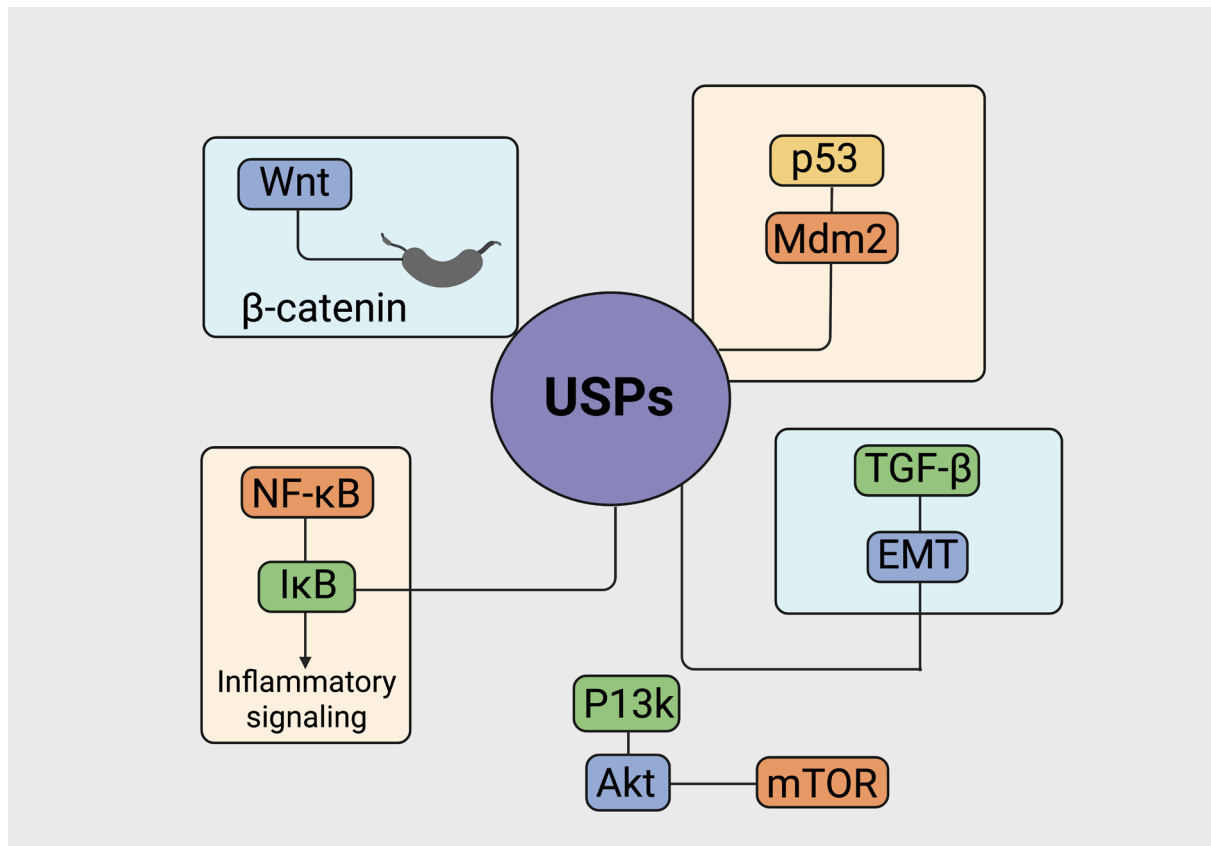 Wnt
β-catenin
p53
Mdm2
USPs
NF-κB
IκB
Inflammatory
signaling
TGF-β
EMT
P13k
Akt
mTOR